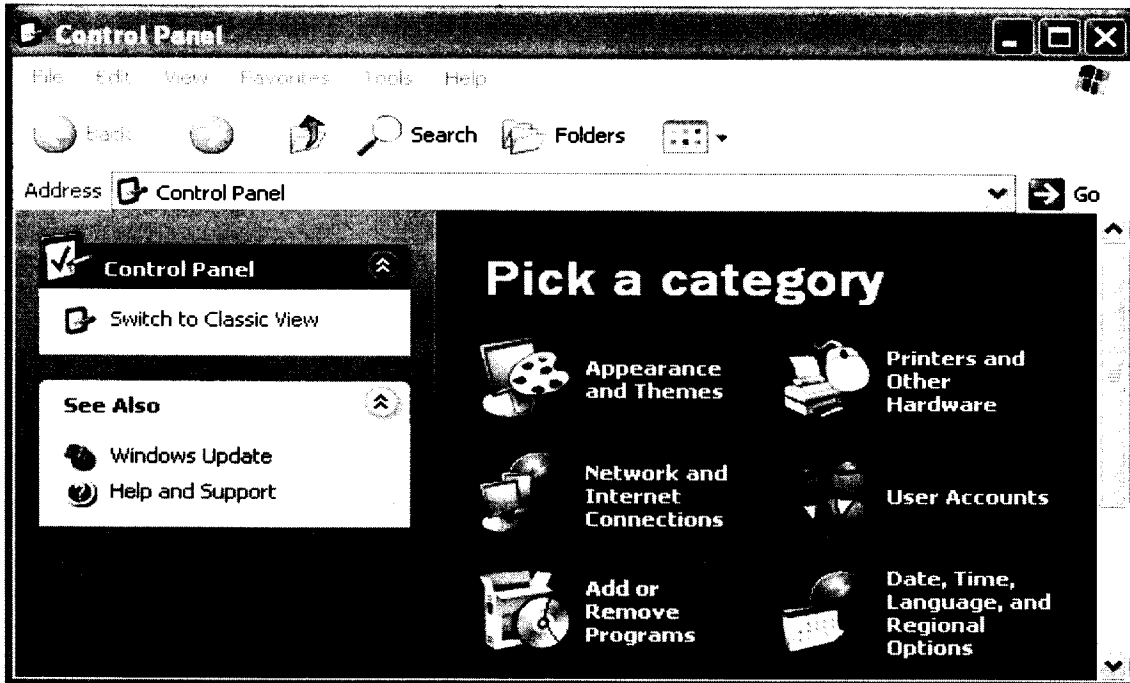 Control Panel
File Edit View Favorites Tools Help
Back Search Folders
Address Control Panel Go
Control Panel
Switch to Classic View
See Also
Windows Update
Help and Support
Pick a category
Appearance
and Themes
Printers and
Other
Hardware
Network and
Internet
Connections
User Accounts
Add or
Remove
Programs
Date, Time,
Language, and
Regional
Options